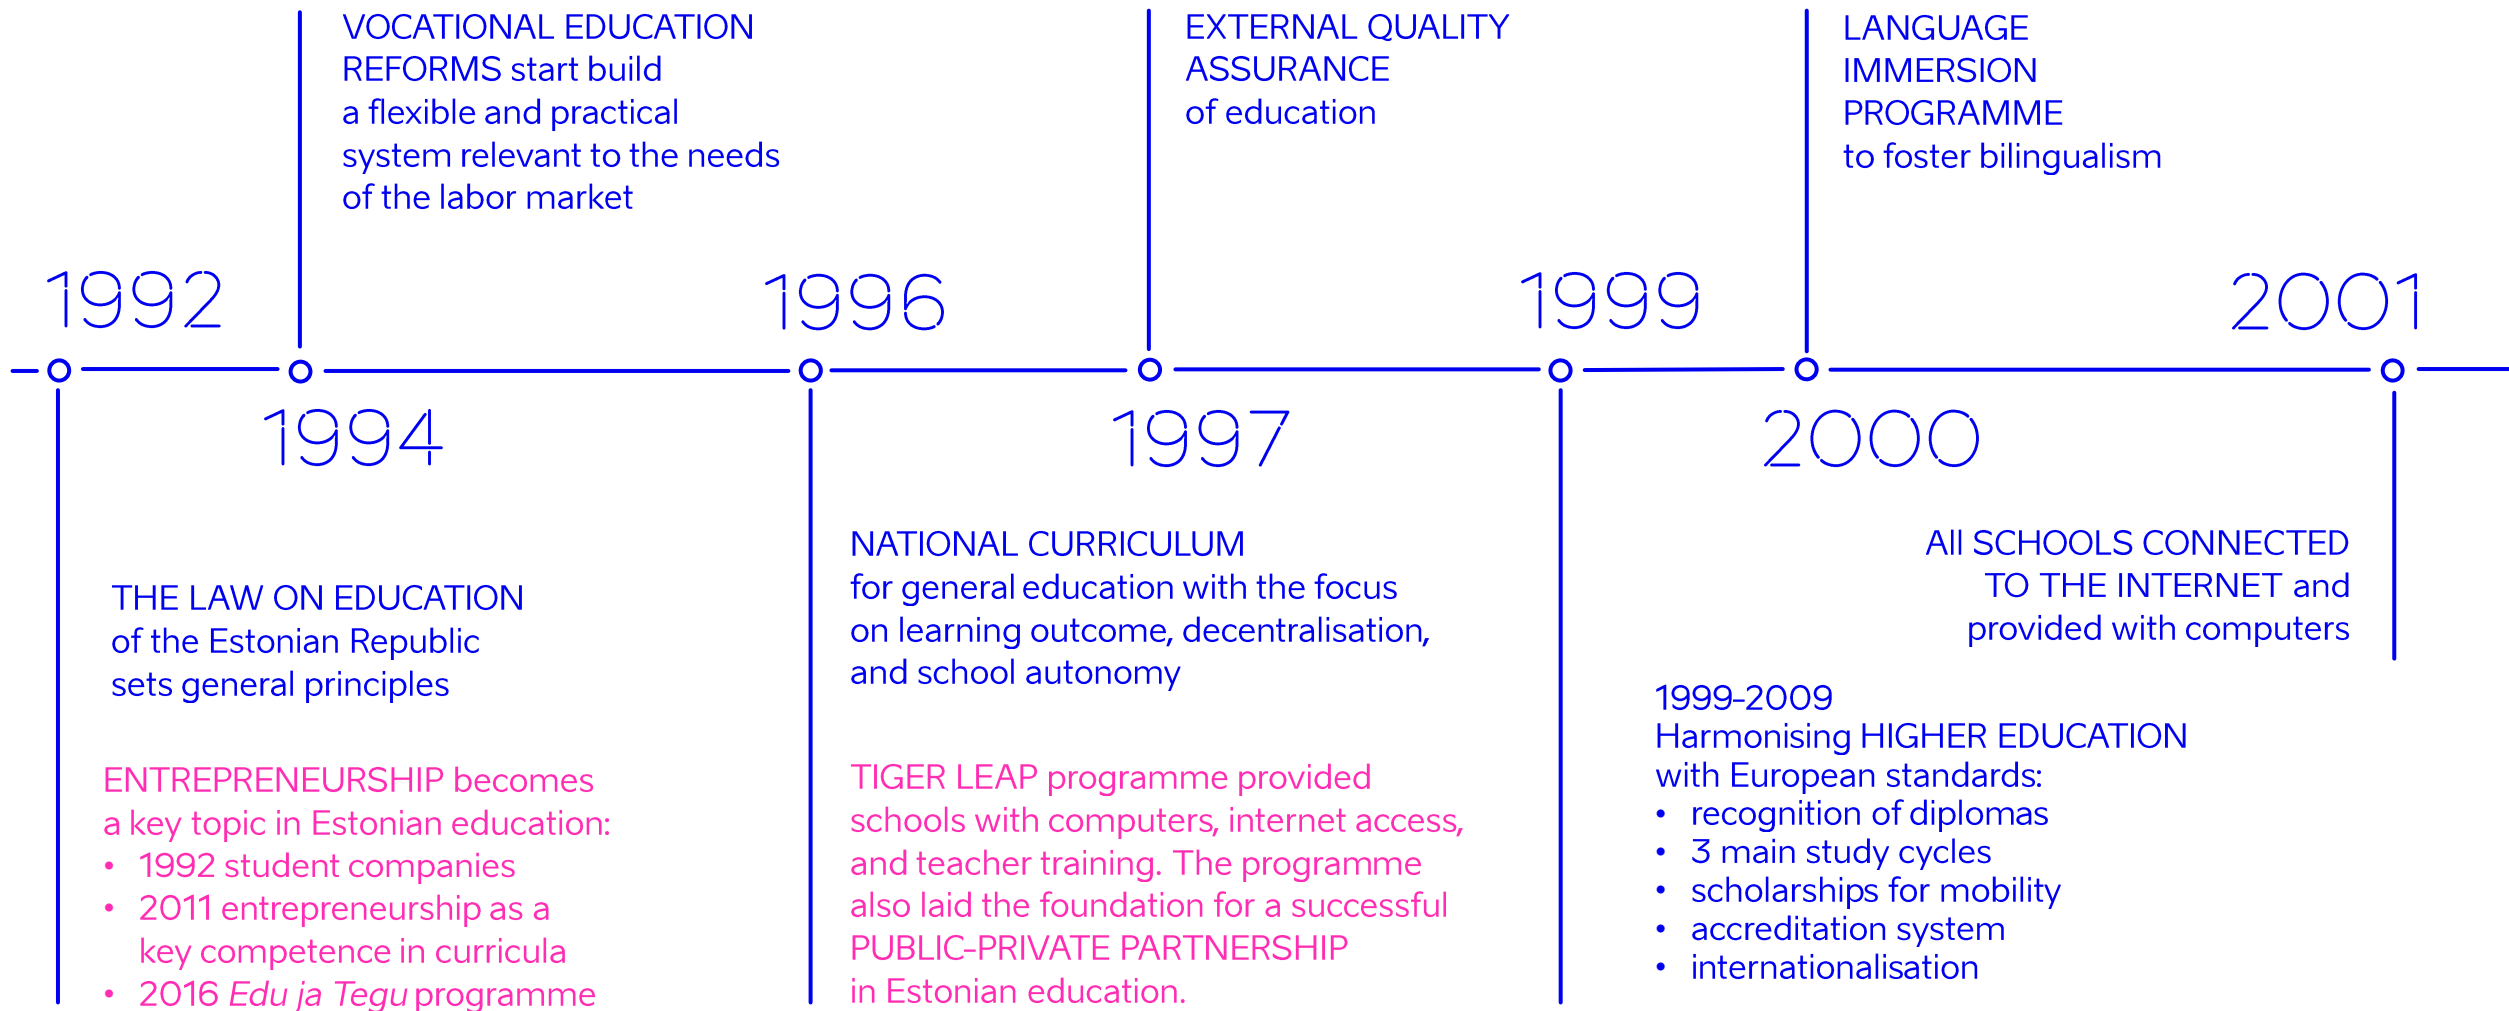 VOCATIONAL EDUCATION
REFORMS start build
a flexible and practical
system relevant to the needs
of the labor market
EXTERNAL QUALITY
ASSURANCE
of education
LANGUAGE
IMMERSION
PROGRAMME
to foster bilingualism
1992
1996
1999
2001
1994
1997
2000
THE LAW ON EDUCATION
of the Estonian Republic
sets general principles
ENTREPRENEURSHIP becomes
a key topic in Estonian education:
• 1992 student companies
• 2011 entrepreneurship as a
key competence in curricula
• 2016 Edu ja Tegu programme
NATIONAL CURRICULUM
for general education with the focus
on learning outcome, decentralisation,
and school autonomy
TIGER LEAP programme provided
schools with computers, internet access,
and teacher training. The programme
also laid the foundation for a successful
PUBLIC-PRIVATE PARTNERSHIP
in Estonian education.
All SCHOOLS CONNECTED
TO THE INTERNET and
provided with computers
1999-2009
Harmonising HIGHER EDUCATION
with European standards:
• recognition of diplomas
• 3 main study cycles
• scholarships for mobility
• accreditation system
• internationalisation